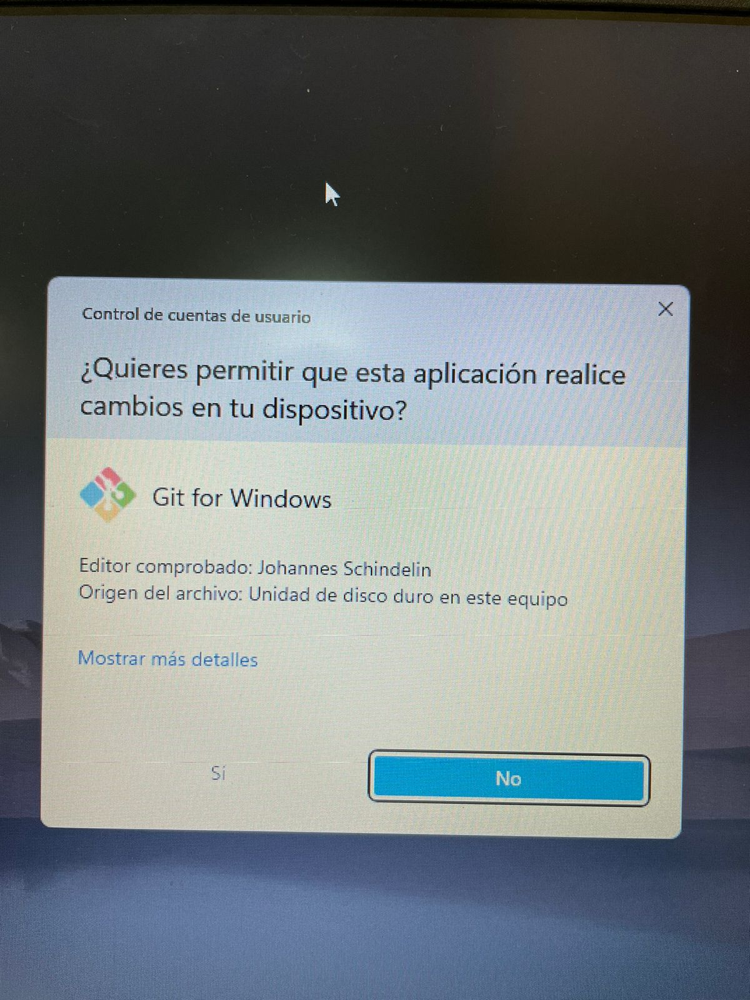 Control de cuentas de usuario
¿Quieres permitir que esta aplicación realice
cambios en tu dispositivo?
Git for Windows
Editor comprobado: Johannes Schindelin
Origen del archivo: Unidad de disco duro en este equipo
Mostrar más detalles
Sí
No